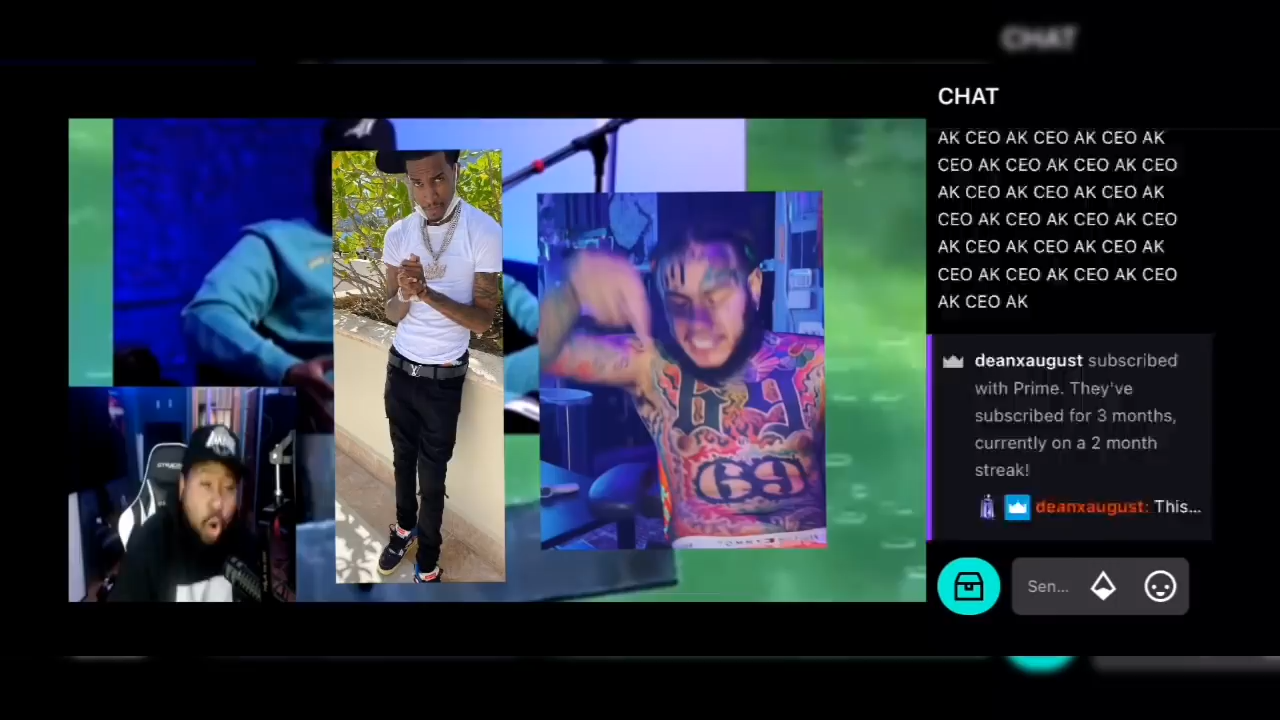 CHAT
CHAT
AK CEO AK CEO AK CEO AK
CEO AK CEO AK CEO AK CEO
AK CEO AK CEO AK CEO AK
CEO AK CEO AK CEO AK CEO
AK CEO AK CEO AK CEO AK
CEO AK CEO AK CEO AK CEO
AK CEO AK
69
69
deanxaugust subscribed
with Prime. They've
subscribed for 3 months,
currently on a 2 month
streak!
deanxaugust: This...
Sen...